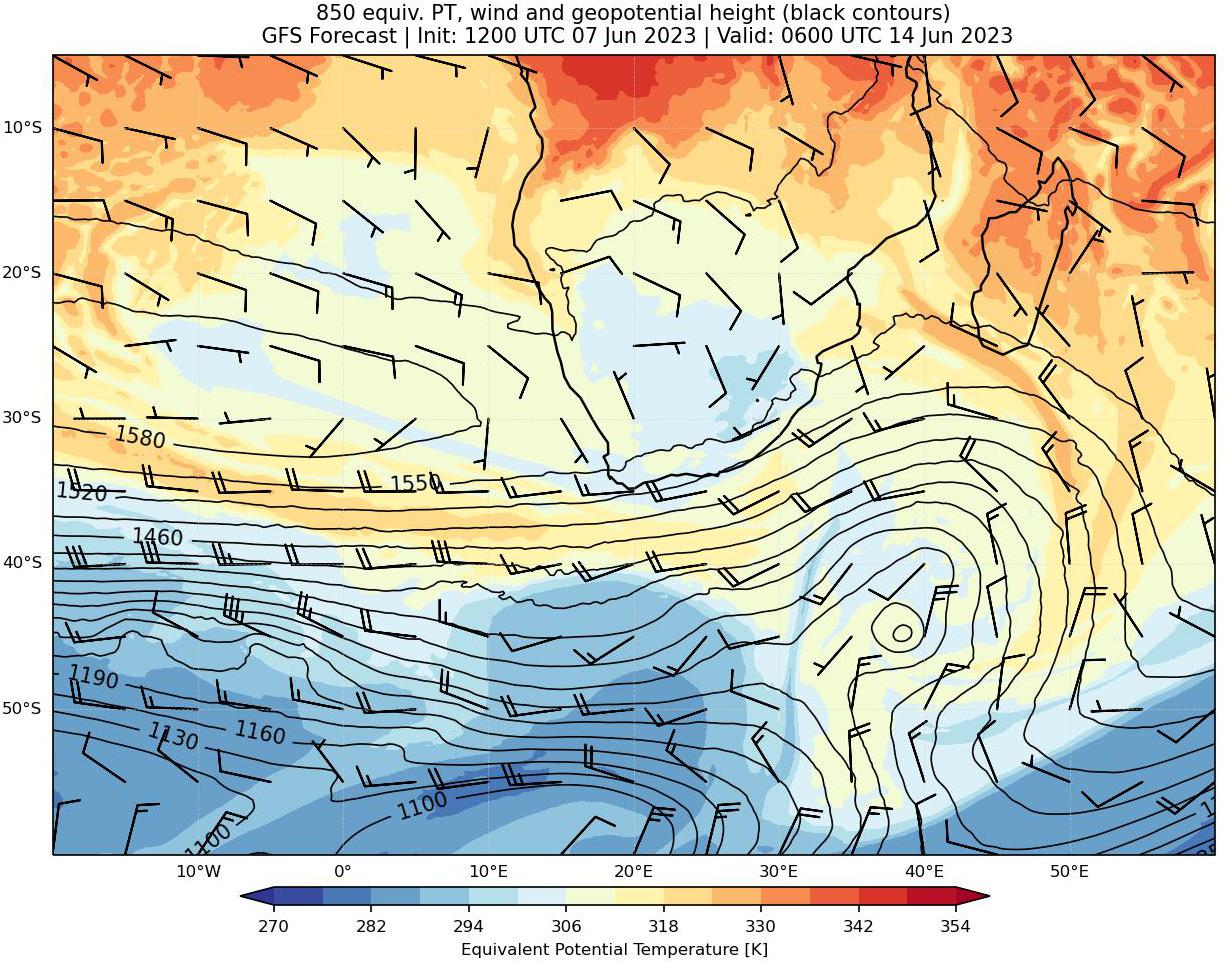 850 equiv. PT, wind and geopotential height (black contours)
GFS Forecast | Init: 1200 UTC 07 Jun 2023 | Valid: 0600 UTC 14 Jun 2023
10°S
20°S
30°S
1580
1550
1520
1460
40°S
1190
50°S
1130
1160
1100
1100
10°W
0°
10°E
20°E
30°E
40°E
50°E
270
282
294
306
318
330
342
354
Equivalent Potential Temperature [K]